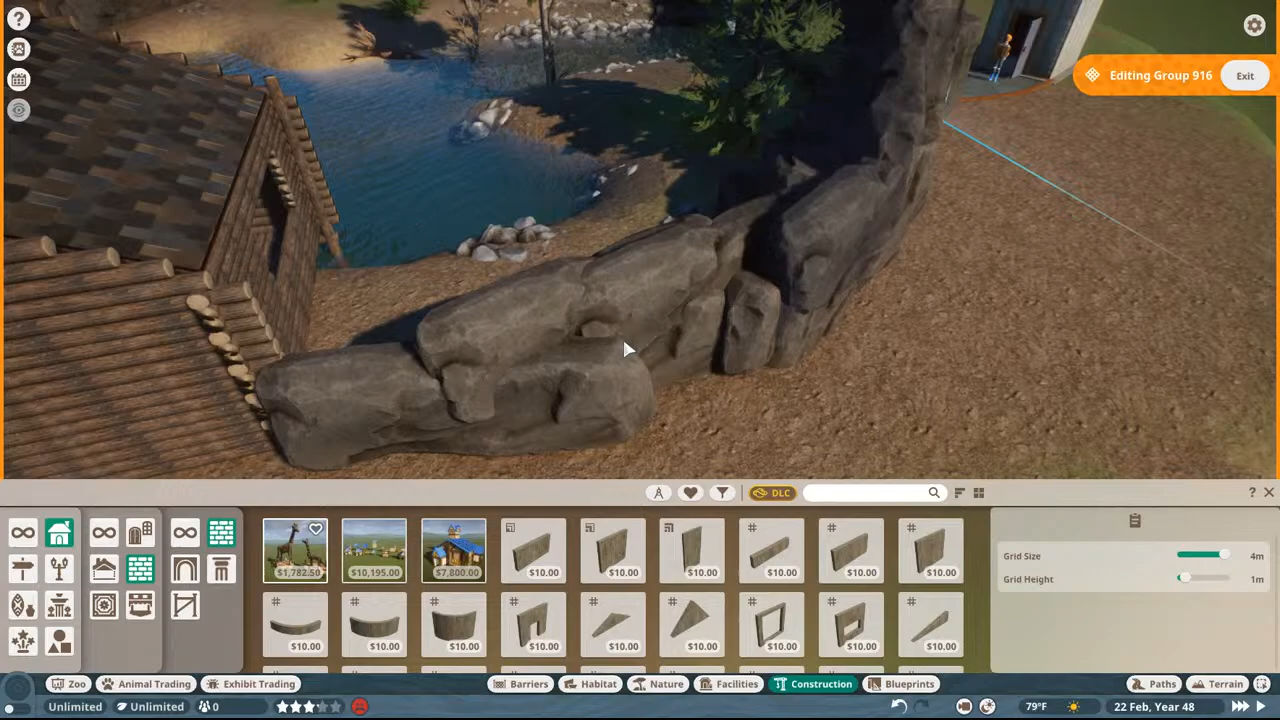 ?
Editing Group 916 Exit
DLC
?
$1,782.50 $10,195.00 $7,800.00 $10.00 $10.00 $10.00 $10.00 $10.00 $10.00
$10.00 $10.00 $10.00 $10.00 $10.00 $10.00 $10.00 $10.00 $10.00
Grid Size 4m
Grid Height 1m
Zoo Animal Trading Exhibit Trading Barriers Habitat Nature Facilities Construction Blueprints Paths Terrain
Unlimited Unlimited 0 79°F 22 Feb, Year 48